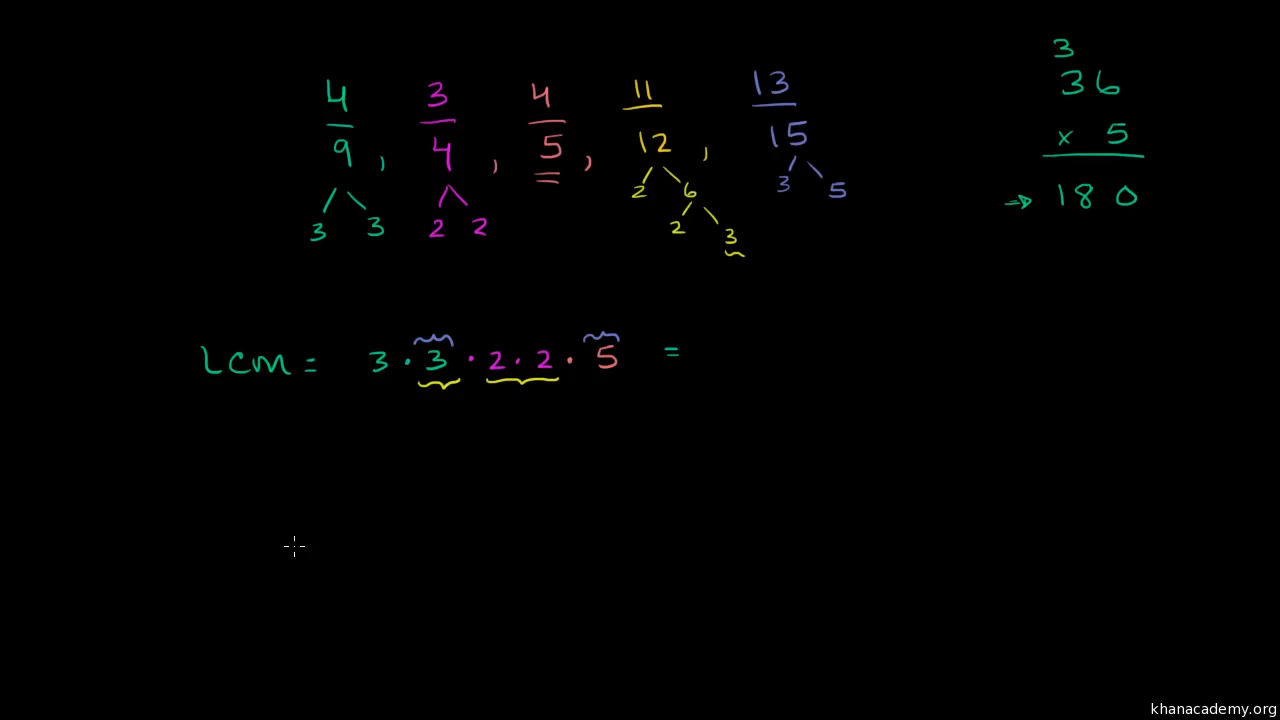 4/9, 3/4, 4/5, 11/12, 13/15
3 3 2 2 2 6 3 5
2 3
LCM = 3 · 3 · 2 · 2 · 5 =
3
36
x 5
⇒ 180
khanacademy.org